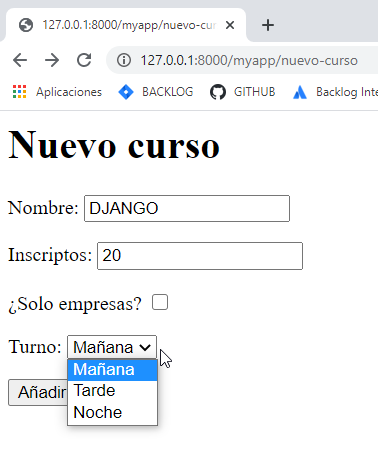 127.0.0.1:8000/myapp/nuevo-cur
127.0.0.1:8000/myapp/nuevo-curso
Aplicaciones BACKLOG GITHUB Backlog Inte
Nuevo curso
Nombre: DJANGO
Inscriptos: 20
¿Solo empresas?
Turno: Mañana
Mañana
Tarde
Noche
Añadir